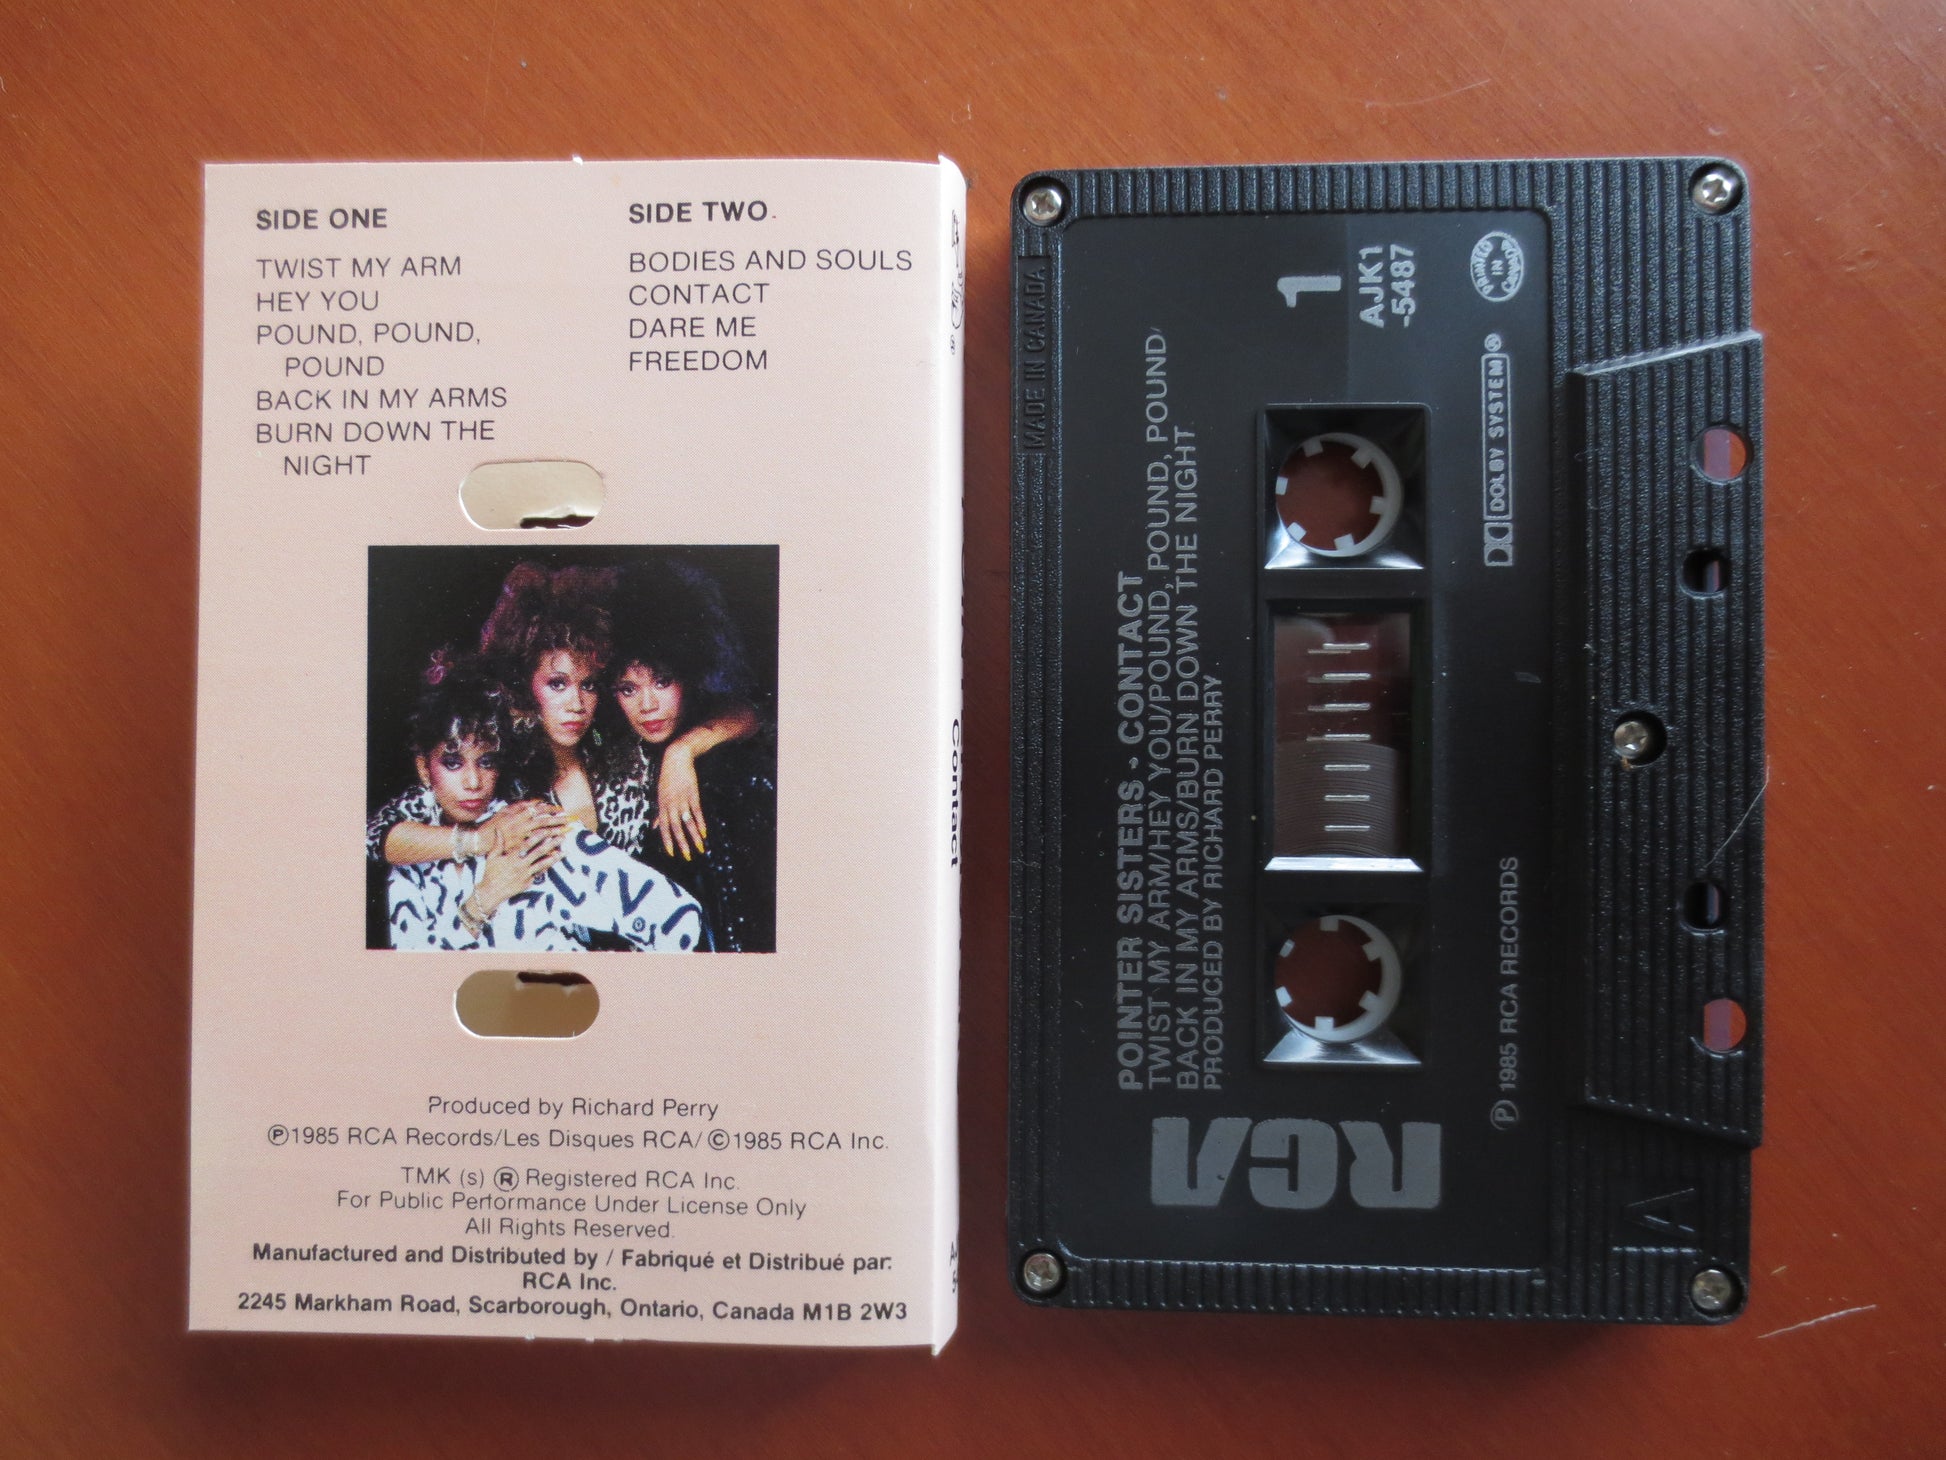 SIDE ONE
TWIST MY ARM
HEY YOU
POUND, POUND,
POUND
BACK IN MY ARMS
BURN DOWN THE
NIGHT
SIDE TWO
BODIES AND SOULS
CONTACT
DARE ME
FREEDOM
Produced by Richard Perry
℗1985 RCA Records/Les Disques RCA/ ©1985 RCA Inc.
TMK (s) ® Registered RCA Inc.
For Public Performance Under License Only
All Rights Reserved.
Manufactured and Distributed by / Fabriqué et Distribué par:
RCA Inc.
2245 Markham Road, Scarborough, Ontario, Canada M1B 2W3
Contact
MADE IN CANADA
POINTER SISTERS - CONTACT
TWIST MY ARM/HEY YOU/POUND, POUND, POUND/
BACK IN MY ARMS/BURN DOWN THE NIGHT
PRODUCED BY RICHARD PERRY
1
AJK1
-5487
PRINTED IN CANADA
DOLBY SYSTEM®
℗ 1985 RCA RECORDS
RCA
A